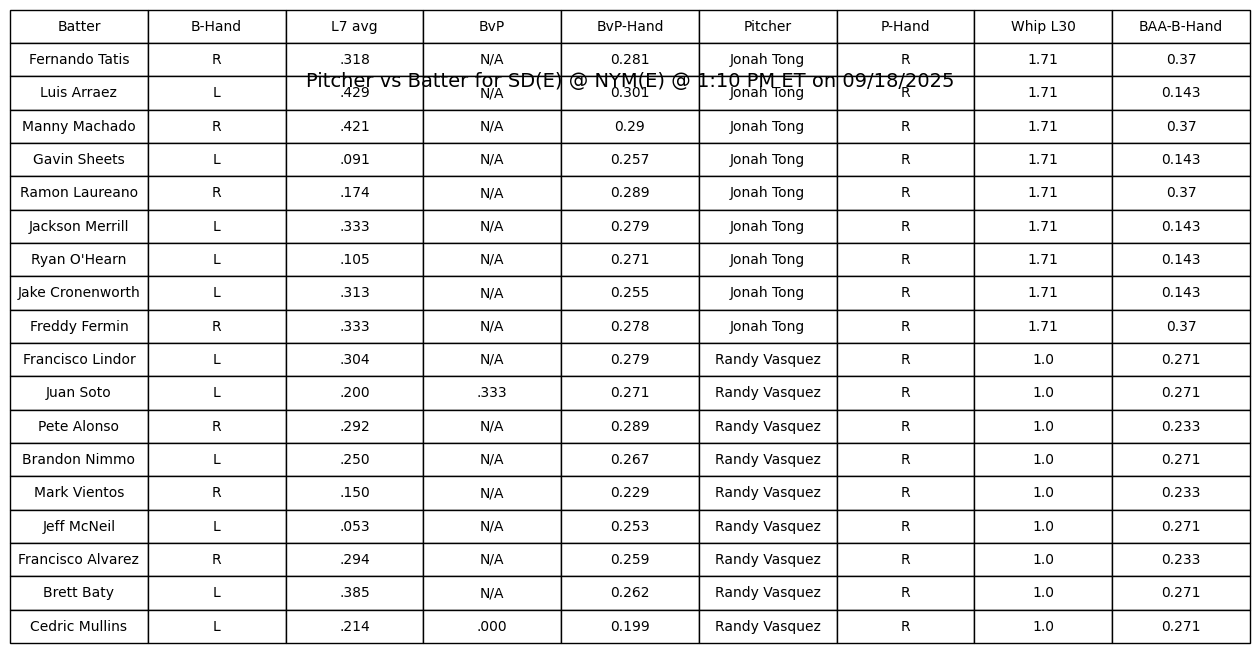 Batter B-Hand L7 avg BvP BvP-Hand Pitcher P-Hand Whip L30 BAA-B-Hand
Fernando Tatis R .318 N/A 0.281 Jonah Tong R 1.71 0.37
Pitcher vs Batter for SD(E) @ NYM(E) @ 1:10 PM ET on 09/18/2025
Luis Arraez L .429 N/A 0.301 Jonah Tong R 1.71 0.143
Manny Machado R .421 N/A 0.29 Jonah Tong R 1.71 0.37
Gavin Sheets L .091 N/A 0.257 Jonah Tong R 1.71 0.143
Ramon Laureano R .174 N/A 0.289 Jonah Tong R 1.71 0.37
Jackson Merrill L .333 N/A 0.279 Jonah Tong R 1.71 0.143
Ryan O'Hearn L .105 N/A 0.271 Jonah Tong R 1.71 0.143
Jake Cronenworth L .313 N/A 0.255 Jonah Tong R 1.71 0.143
Freddy Fermin R .333 N/A 0.278 Jonah Tong R 1.71 0.37
Francisco Lindor L .304 N/A 0.279 Randy Vasquez R 1.0 0.271
Juan Soto L .200 .333 0.271 Randy Vasquez R 1.0 0.271
Pete Alonso R .292 N/A 0.289 Randy Vasquez R 1.0 0.233
Brandon Nimmo L .250 N/A 0.267 Randy Vasquez R 1.0 0.271
Mark Vientos R .150 N/A 0.229 Randy Vasquez R 1.0 0.233
Jeff McNeil L .053 N/A 0.253 Randy Vasquez R 1.0 0.271
Francisco Alvarez R .294 N/A 0.259 Randy Vasquez R 1.0 0.233
Brett Baty L .385 N/A 0.262 Randy Vasquez R 1.0 0.271
Cedric Mullins L .214 .000 0.199 Randy Vasquez R 1.0 0.271